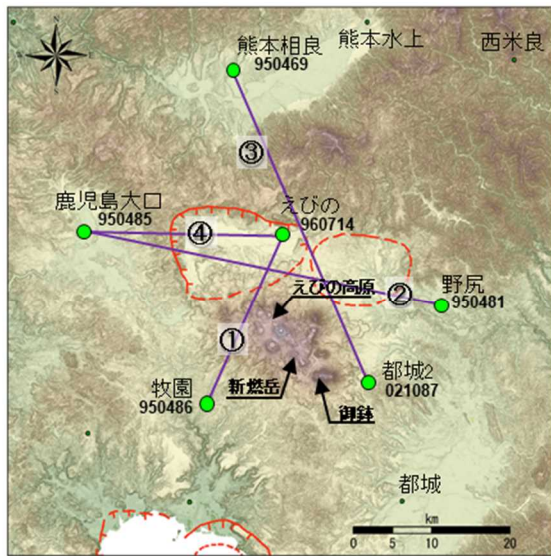 熊本相良
950469
熊本水上
西米良
③
鹿児島大口
950485
えびの
960714
④
えびの高原
②
野尻
950481
①
新燃岳
都城2
021087
牧園
950486
御鉢
都城
km
0 5 10 20